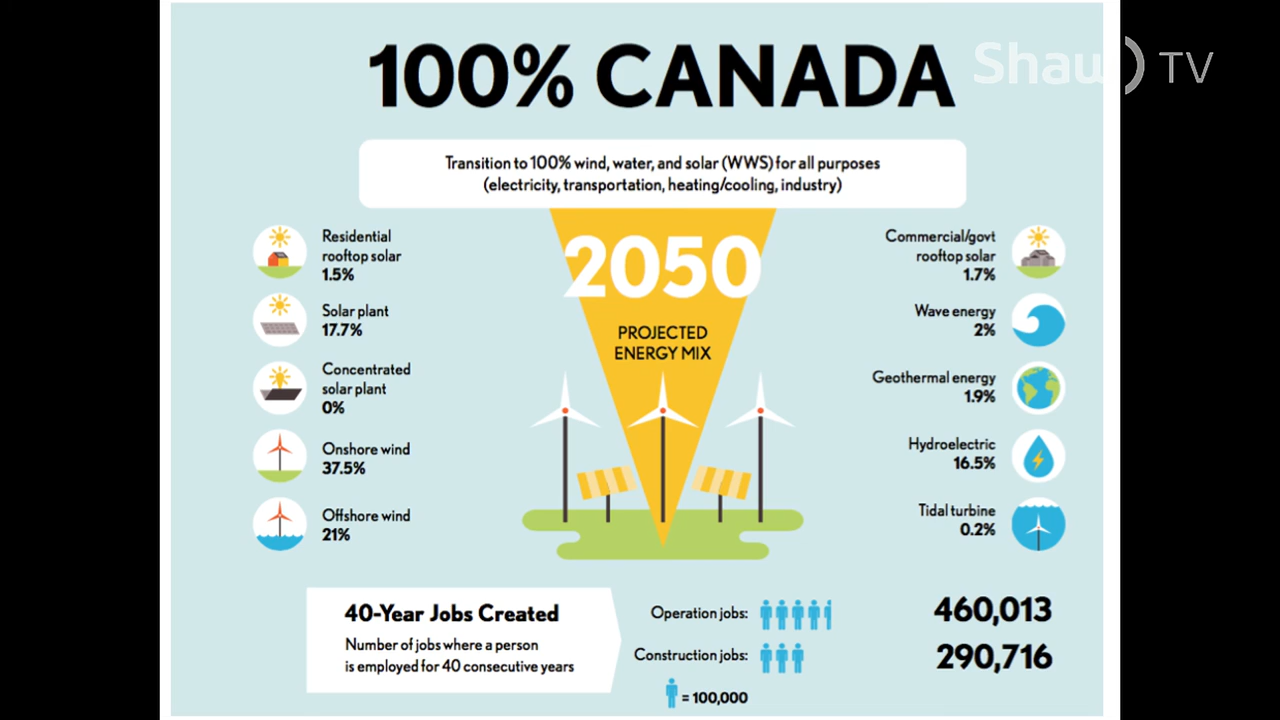 100% CANADA
Shaw) TV
Transition to 100% wind, water, and solar (WWS) for all purposes
(electricity, transportation, heating/cooling, industry)
2050
PROJECTED
ENERGY MIX
Residential
rooftop solar
1.5%
Solar plant
17.7%
Concentrated
solar plant
0%
Onshore wind
37.5%
Offshore wind
21%
Commercial/govt
rooftop solar
1.7%
Wave energy
2%
Geothermal energy
1.9%
Hydroelectric
16.5%
Tidal turbine
0.2%
40-Year Jobs Created
Number of jobs where a person
is employed for 40 consecutive years
Operation jobs: 460,013
Construction jobs: 290,716
= 100,000